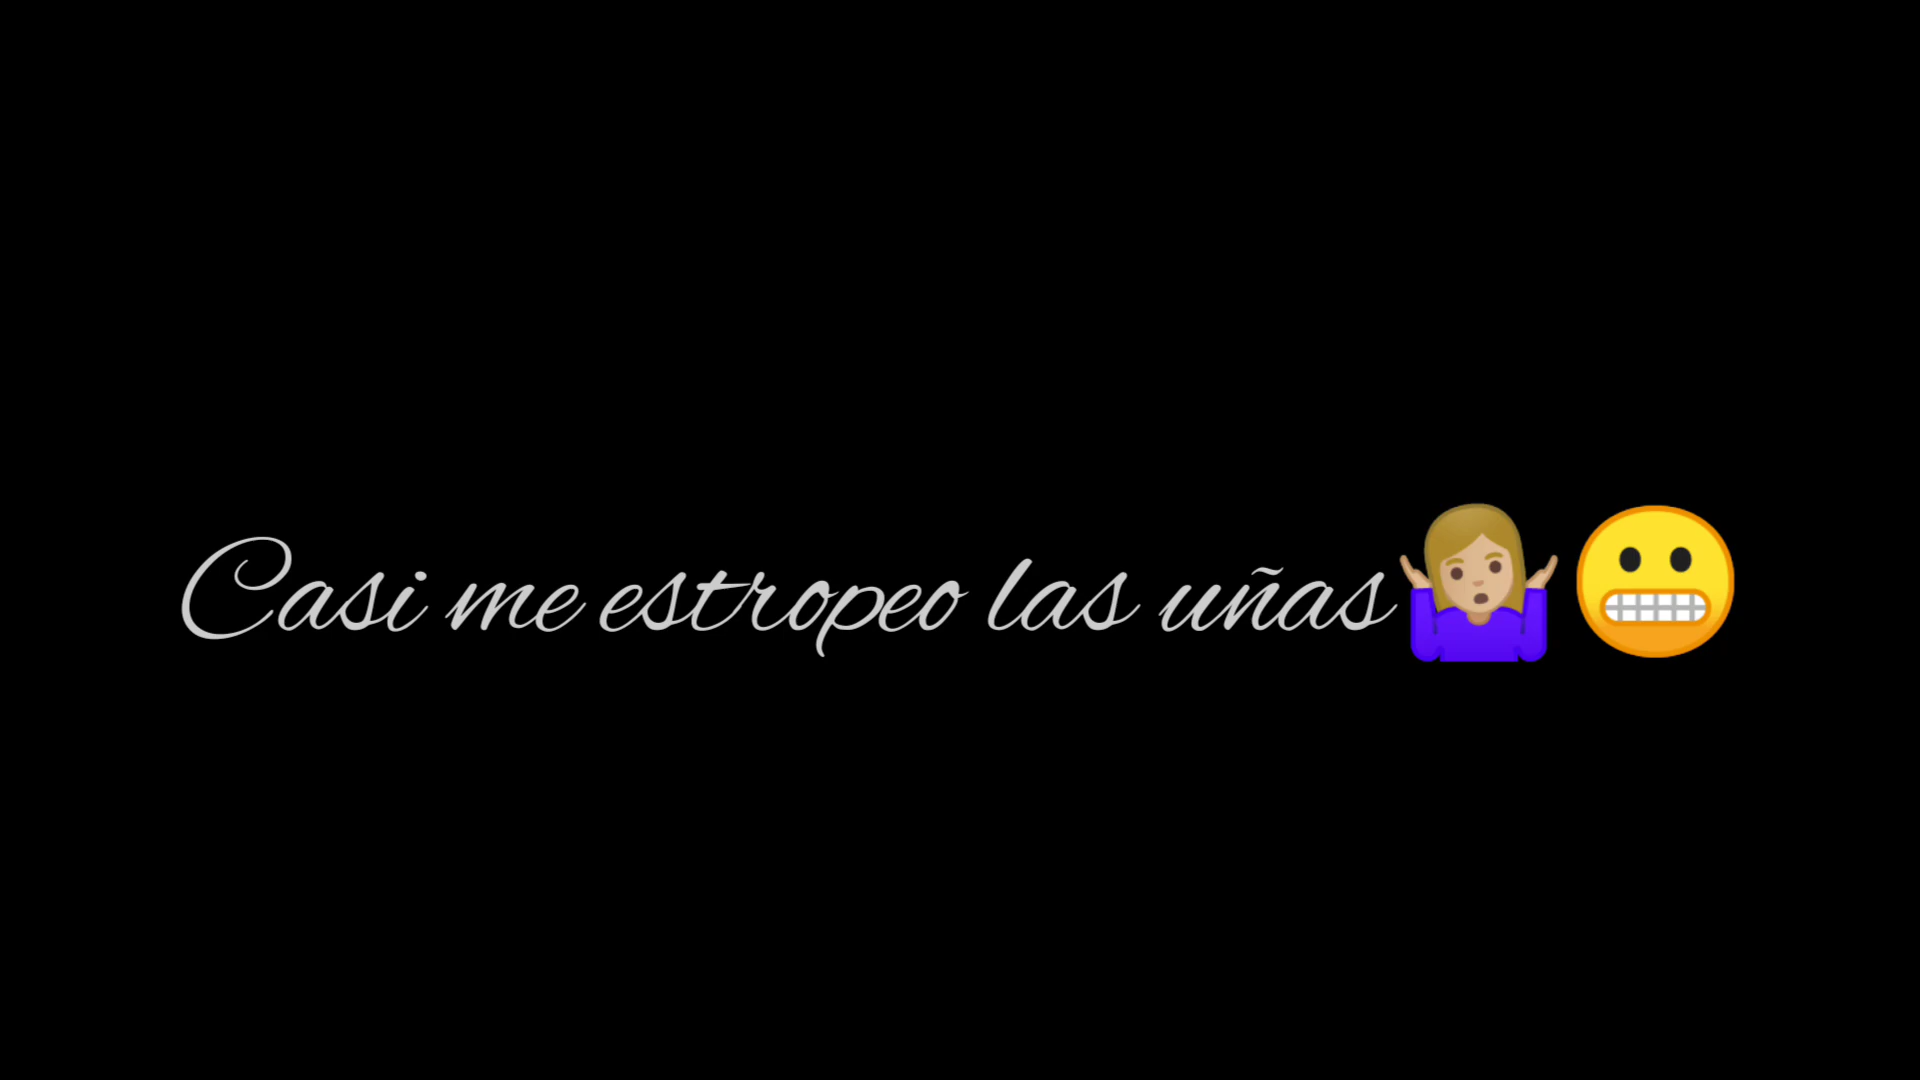 Casi me estropeo las uñas🤷🏼‍♀️😬